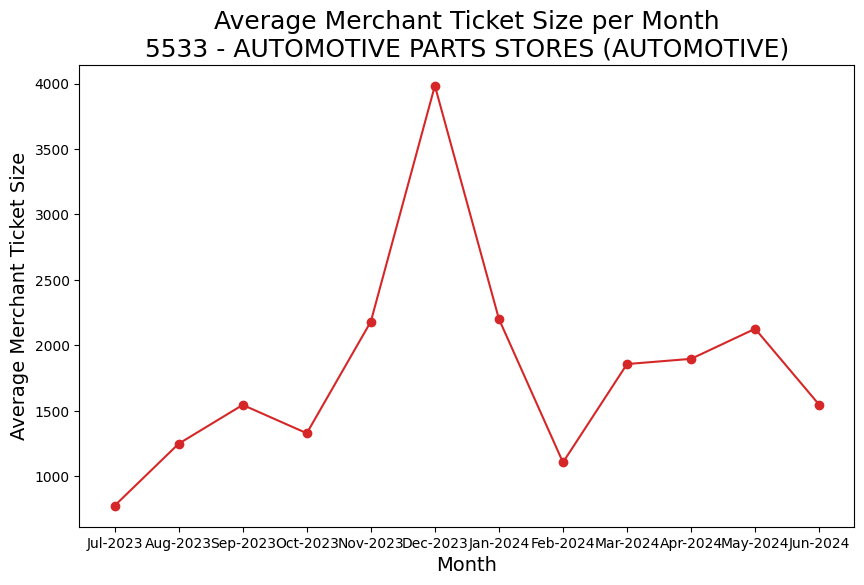 Average Merchant Ticket Size per Month
5533 - AUTOMOTIVE PARTS STORES (AUTOMOTIVE)
4000
3500
3000
2500
2000
1500
1000
Average Merchant Ticket Size
Jul-2023 Aug-2023 Sep-2023 Oct-2023 Nov-2023 Dec-2023 Jan-2024 Feb-2024 Mar-2024 Apr-2024 May-2024 Jun-2024
Month